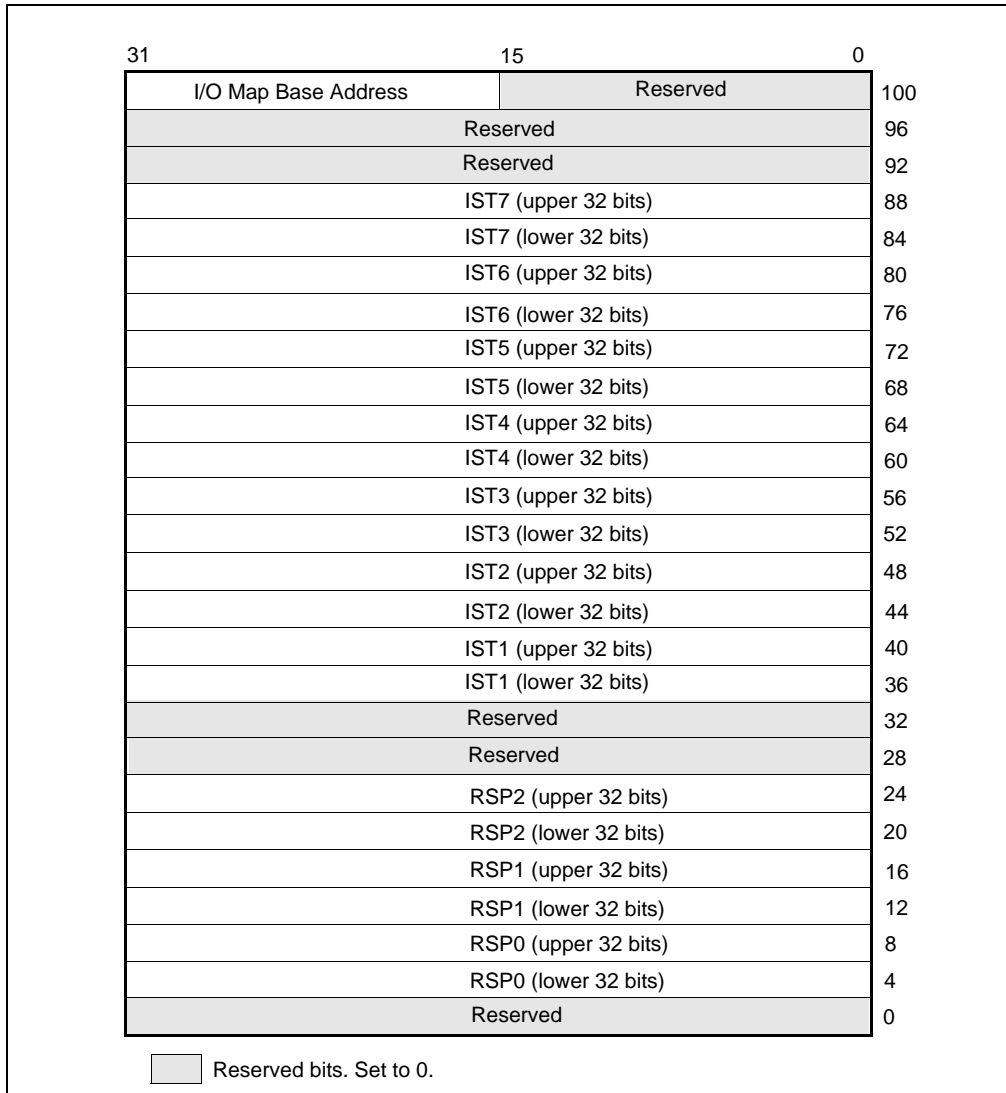 31 15 0
I/O Map Base Address Reserved 100
Reserved 96
Reserved 92
IST7 (upper 32 bits) 88
IST7 (lower 32 bits) 84
IST6 (upper 32 bits) 80
IST6 (lower 32 bits) 76
IST5 (upper 32 bits) 72
IST5 (lower 32 bits) 68
IST4 (upper 32 bits) 64
IST4 (lower 32 bits) 60
IST3 (upper 32 bits) 56
IST3 (lower 32 bits) 52
IST2 (upper 32 bits) 48
IST2 (lower 32 bits) 44
IST1 (upper 32 bits) 40
IST1 (lower 32 bits) 36
Reserved 32
Reserved 28
RSP2 (upper 32 bits) 24
RSP2 (lower 32 bits) 20
RSP1 (upper 32 bits) 16
RSP1 (lower 32 bits) 12
RSP0 (upper 32 bits) 8
RSP0 (lower 32 bits) 4
Reserved 0
Reserved bits. Set to 0.